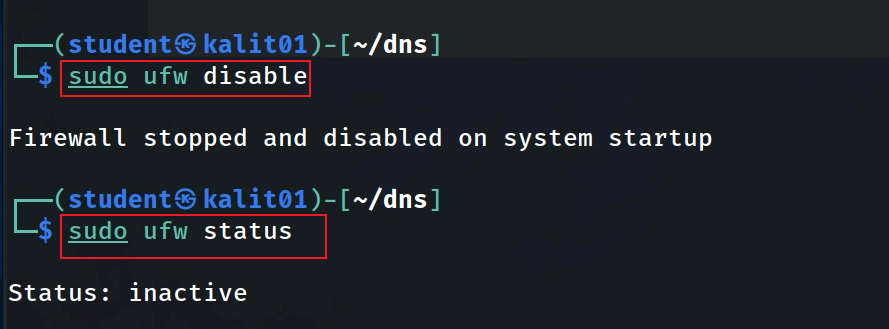 (student㉿kalit01)-[~/dns]
$ sudo ufw disable
Firewall stopped and disabled on system startup
(student㉿kalit01)-[~/dns]
$ sudo ufw status
Status: inactive